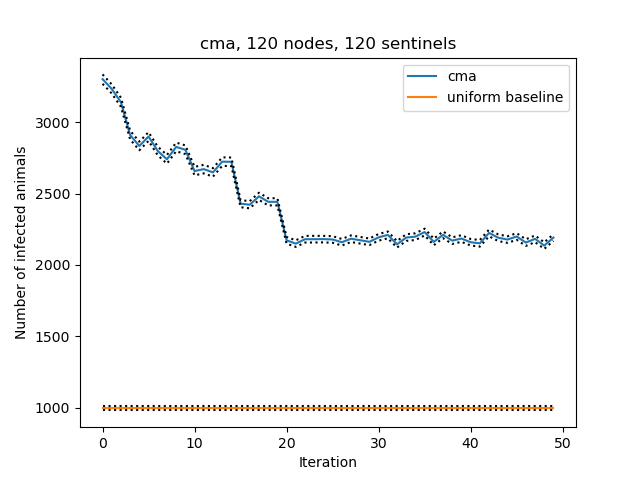 cma, 120 nodes, 120 sentinels
cma
uniform baseline
Number of infected animals
3000
2500
2000
1500
1000
0 10 20 30 40 50
Iteration